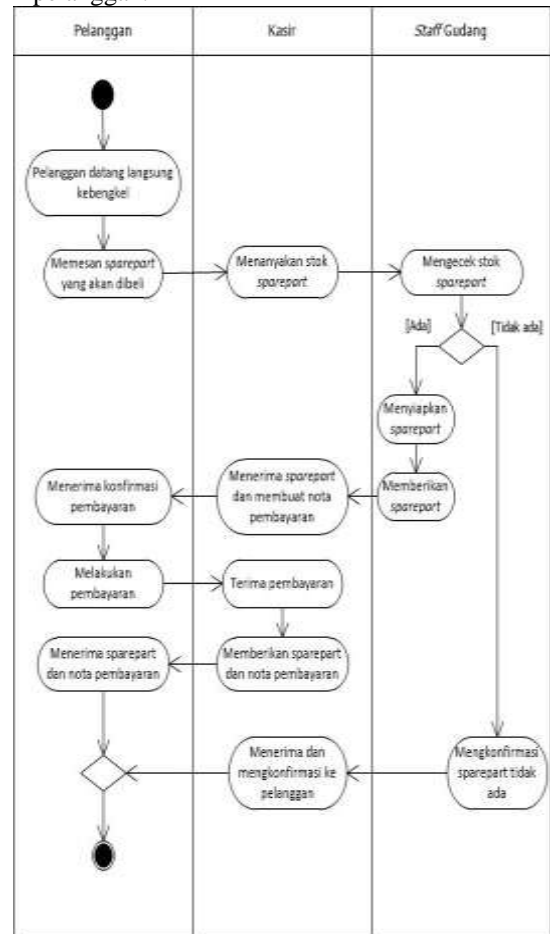 pelanggan.
Pelanggan
Kasir
Staff Gudang
Pelanggan datang langsung
kebengkel
Memesan sparepart
yang akan dibeli
Menanyakan stok
sparepart
Mengecek stok
sparepart
[Ada]
[Tidak ada]
Menyiapkan
sparepart
Memberikan
sparepart
Menerima sparepart
dan membuat nota
pembayaran
Menerima konfirmasi
pembayaran
Melakukan
pembayaran
Terima pembayaran
Memberikan sparepart
dan nota pembayaran
Menerima sparepart
dan nota pembayaran
Mengkonfirmasi
sparepart tidak
ada
Menerima dan
mengkonfirmasi ke
pelanggan